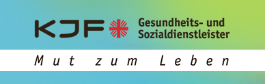 KJF Gesundheits- und
Sozialdienstleister
Mut zum Leben